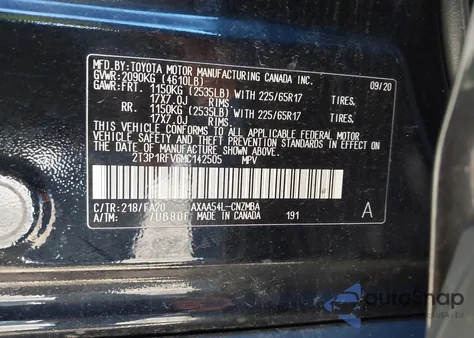 MFD.BY:TOYOTA MOTOR MANUFACTURING CANADA INC.
GVWR:2090KG (4610LB) 09/20
GAWR:FRT. 1150KG (2535LB) WITH 225/65R17 TIRES,
17X7.0J RIMS,
RR. 1150KG (2535LB) WITH 225/65R17 TIRES,
17X7.0J RIMS,
THIS VEHICLE CONFORMS TO ALL APPLICABLE FEDERAL MOTOR
VEHICLE SAFETY AND THEFT PREVENTION STANDARDS IN EFFECT ON
THE DATE OF MANUFACTURE SHOWN ABOVE.
2T3P1RFV6MC142505 MPV
C/TR:218/FA20 AXAA54L-CNZMBA
A/TM: /UB80F MADE IN CANADA 191 A
autoSnap